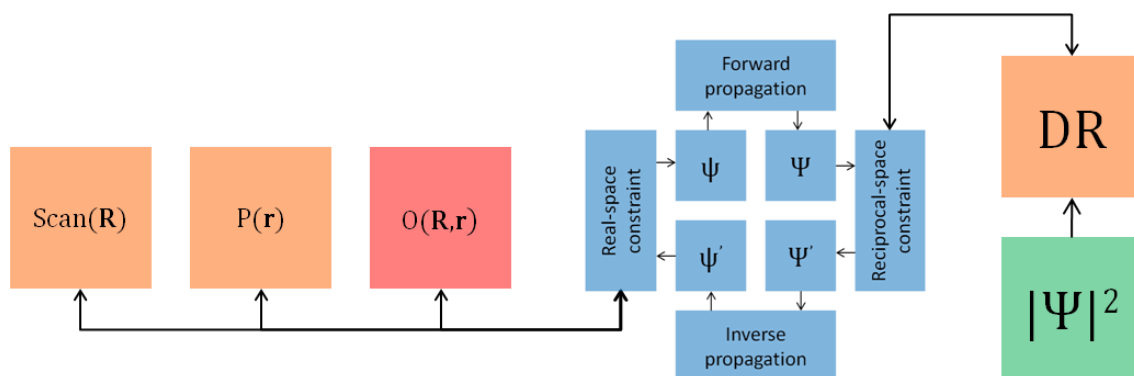 Scan(R)
P(r)
O(R,r)
Real-space
constraint
Forward
propagation
ψ
Ψ
ψ′
Ψ′
Inverse
propagation
Reciprocal-space
constraint
DR
|Ψ|²